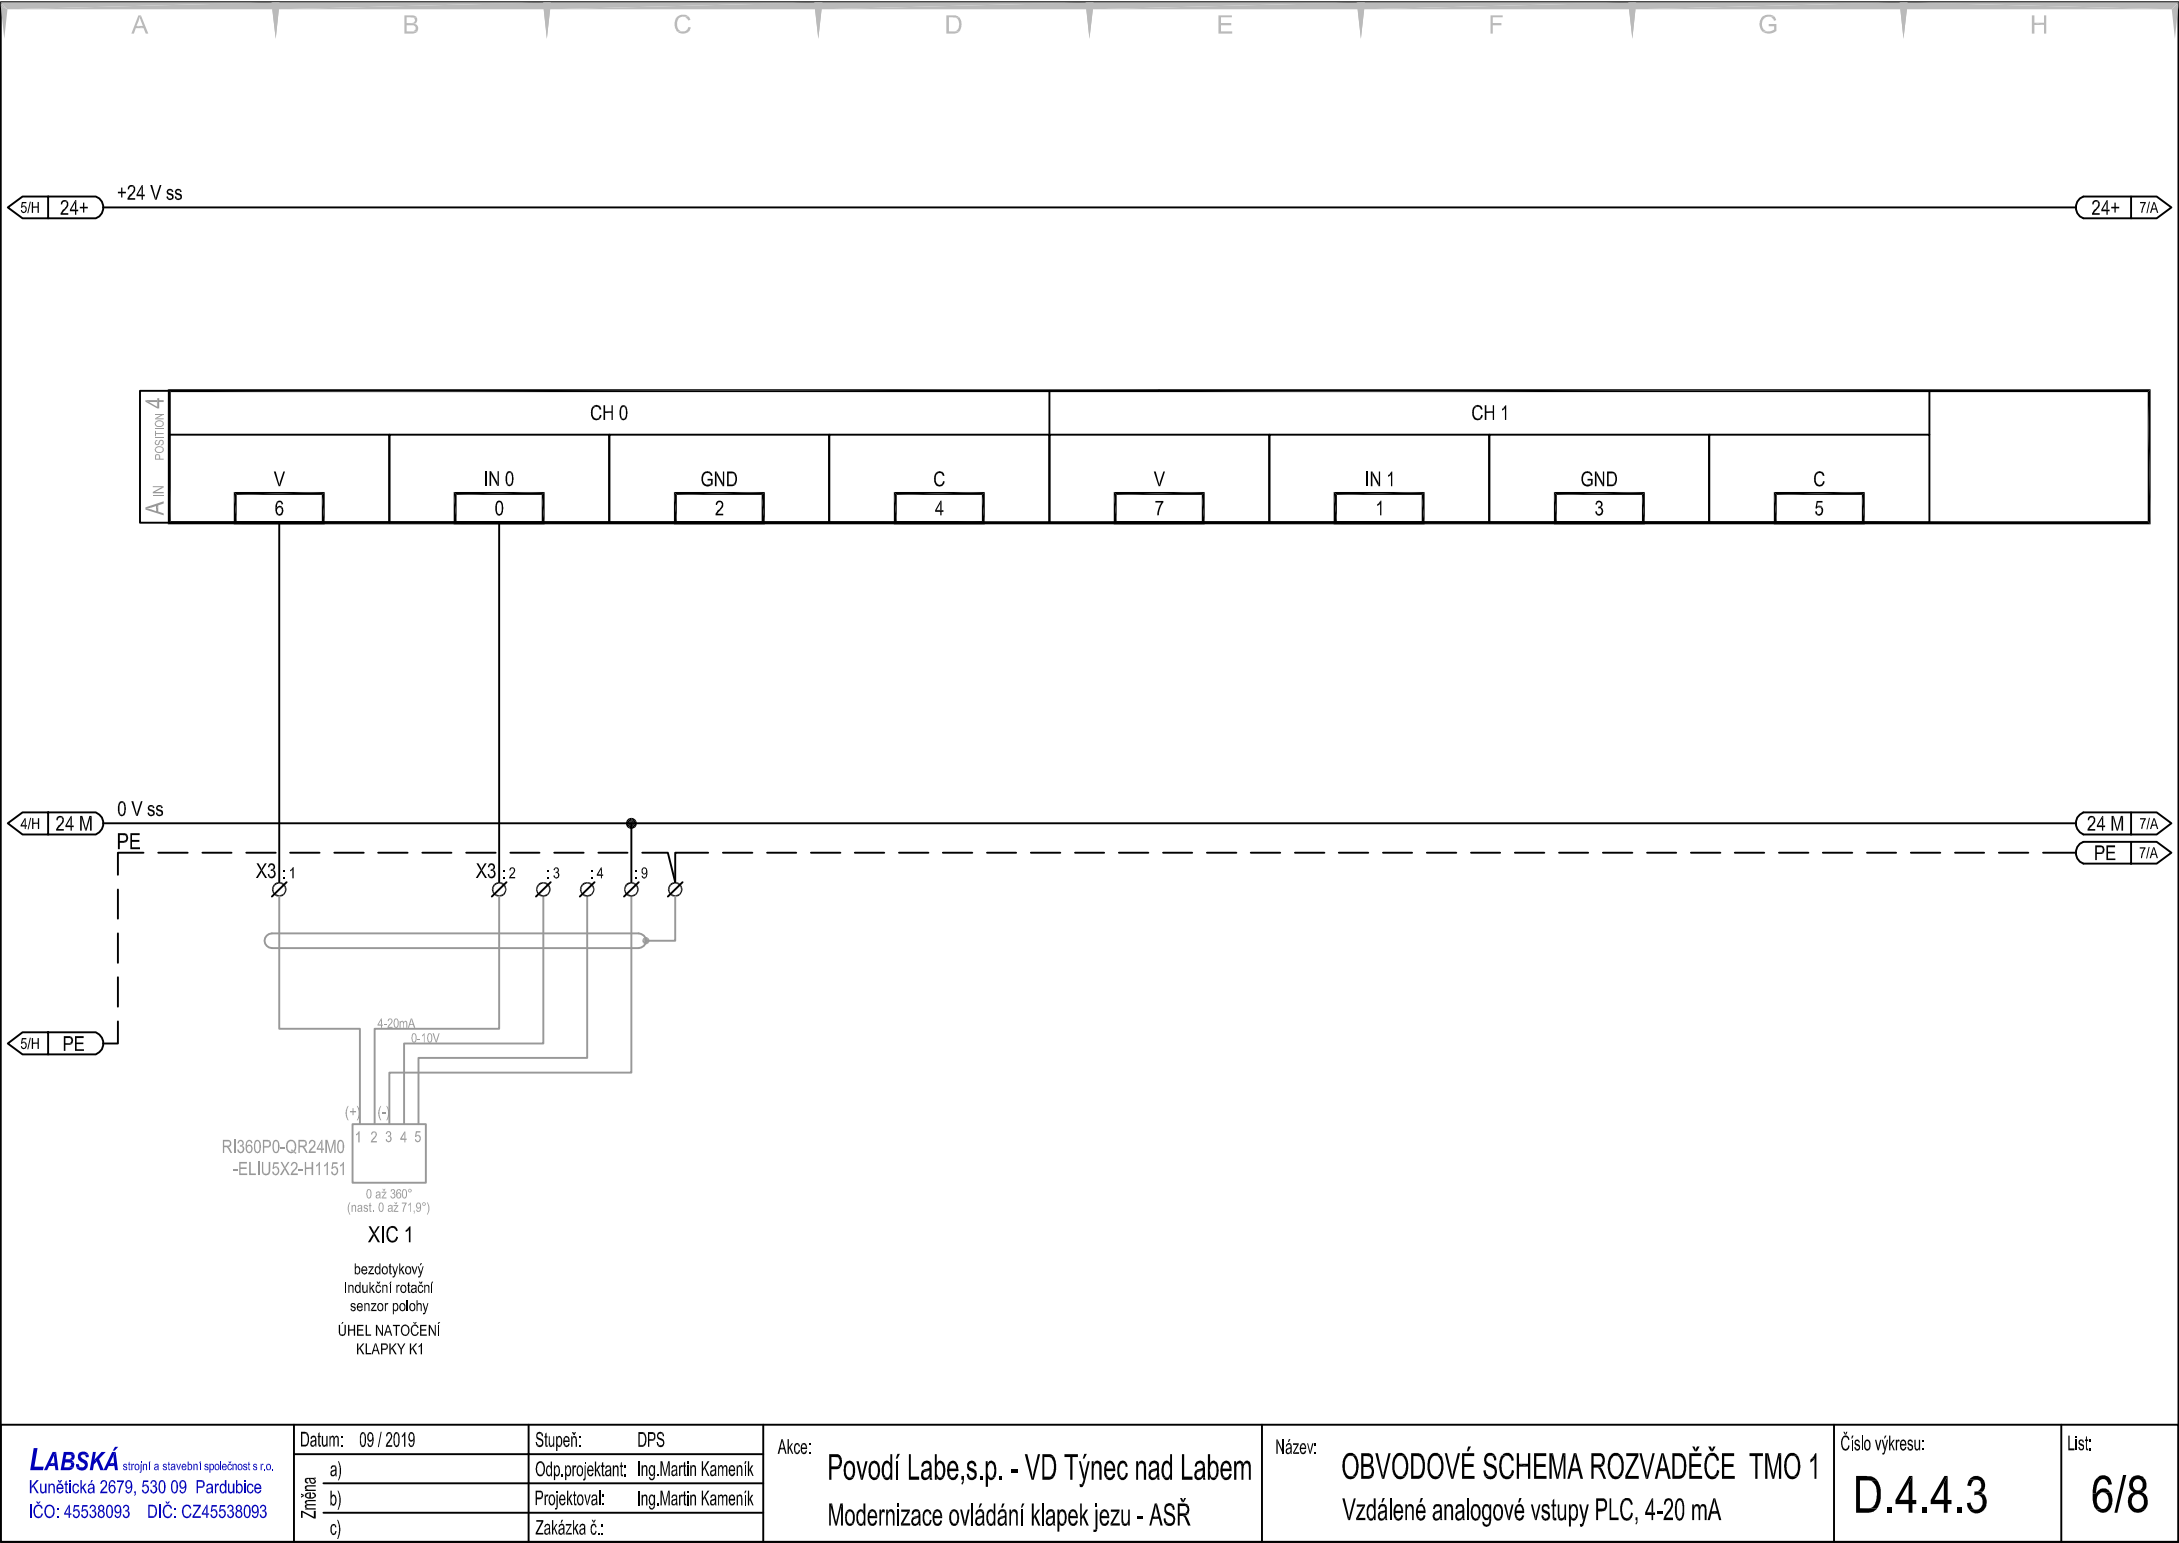 A B C D E F G H
+24 V ss
5/H 24+
24+ 7/A
A IN POSITION 4
CH 0 CH 1
V IN 0 GND C V IN 1 GND C
6 0 2 4 7 1 3 5
0 V ss
4/H 24 M
24 M 7/A
PE
PE 7/A
X3 :1 X3 :2 :3 :4 :9
4-20mA
0-10V
5/H PE
(+) (-)
1 2 3 4 5
RI360P0-QR24M0
-ELIU5X2-H1151
0 až 360°
(nast. 0 až 71,9°)
XIC 1
bezdotykový
Indukční rotační
senzor polohy
ÚHEL NATOČENÍ
KLAPKY K1
LABSKÁ strojní a stavební společnost s r.o.
Kunětická 2679, 530 09 Pardubice
IČO: 45538093 DIČ: CZ45538093
Datum: 09 / 2019
Změna
a)
b)
c)
Stupeň: DPS
Odp.projektant: Ing.Martin Kameník
Projektoval: Ing.Martin Kameník
Zakázka č.:
Akce:
Povodí Labe,s.p. - VD Týnec nad Labem
Modernizace ovládání klapek jezu - ASŘ
Název:
OBVODOVÉ SCHEMA ROZVADĚČE TMO 1
Vzdálené analogové vstupy PLC, 4-20 mA
Číslo výkresu:
D.4.4.3
List:
6/8